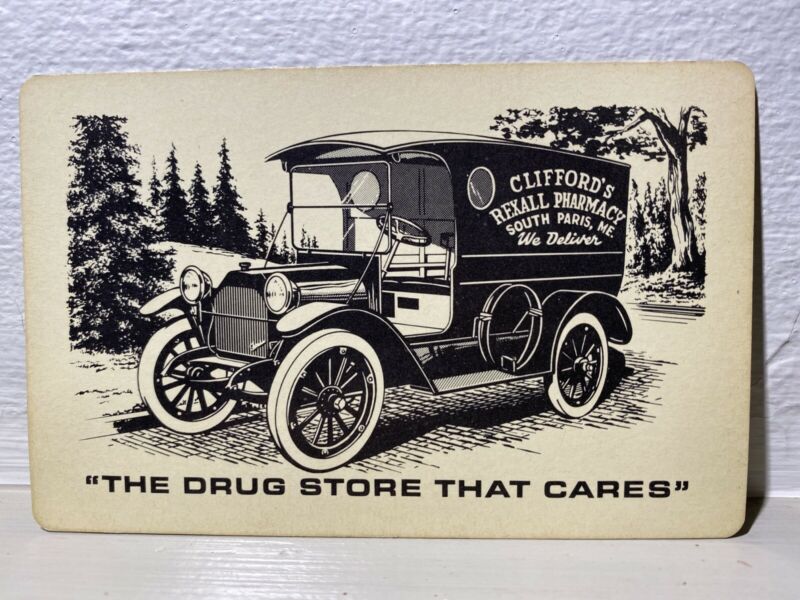 CLIFFORD'S
REXALL PHARMACY
SOUTH PARIS, ME.
We Deliver
"THE DRUG STORE THAT CARES"